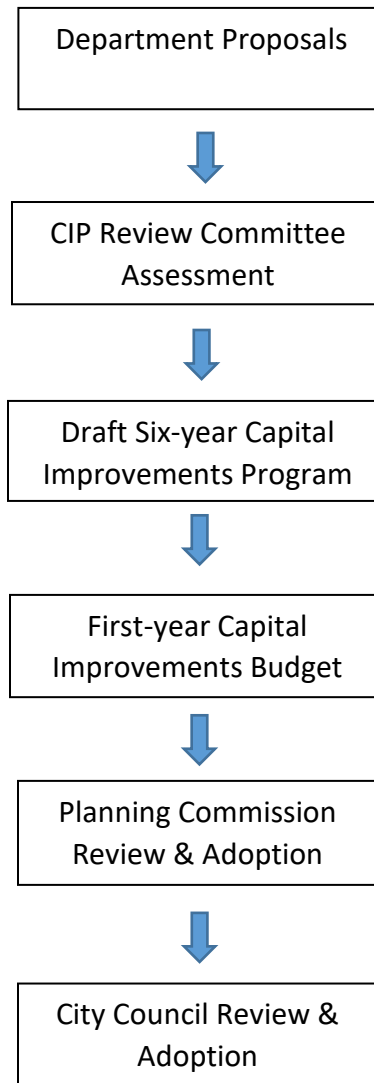 Department Proposals
CIP Review Committee
Assessment
Draft Six-year Capital
Improvements Program
First-year Capital
Improvements Budget
Planning Commission
Review & Adoption
City Council Review &
Adoption